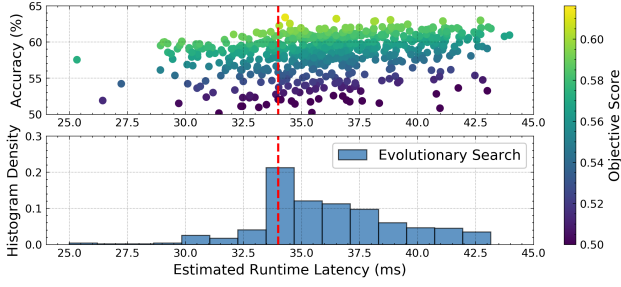 65
60
55
50
Accuracy (%)
25.0 27.5 30.0 32.5 35.0 37.5 40.0 42.5 45.0
0.3
0.2
0.1
0.0
Histogram Density
Evolutionary Search
25.0 27.5 30.0 32.5 35.0 37.5 40.0 42.5 45.0
Estimated Runtime Latency (ms)
0.60
0.58
0.56
0.54
0.52
0.50
Objective Score